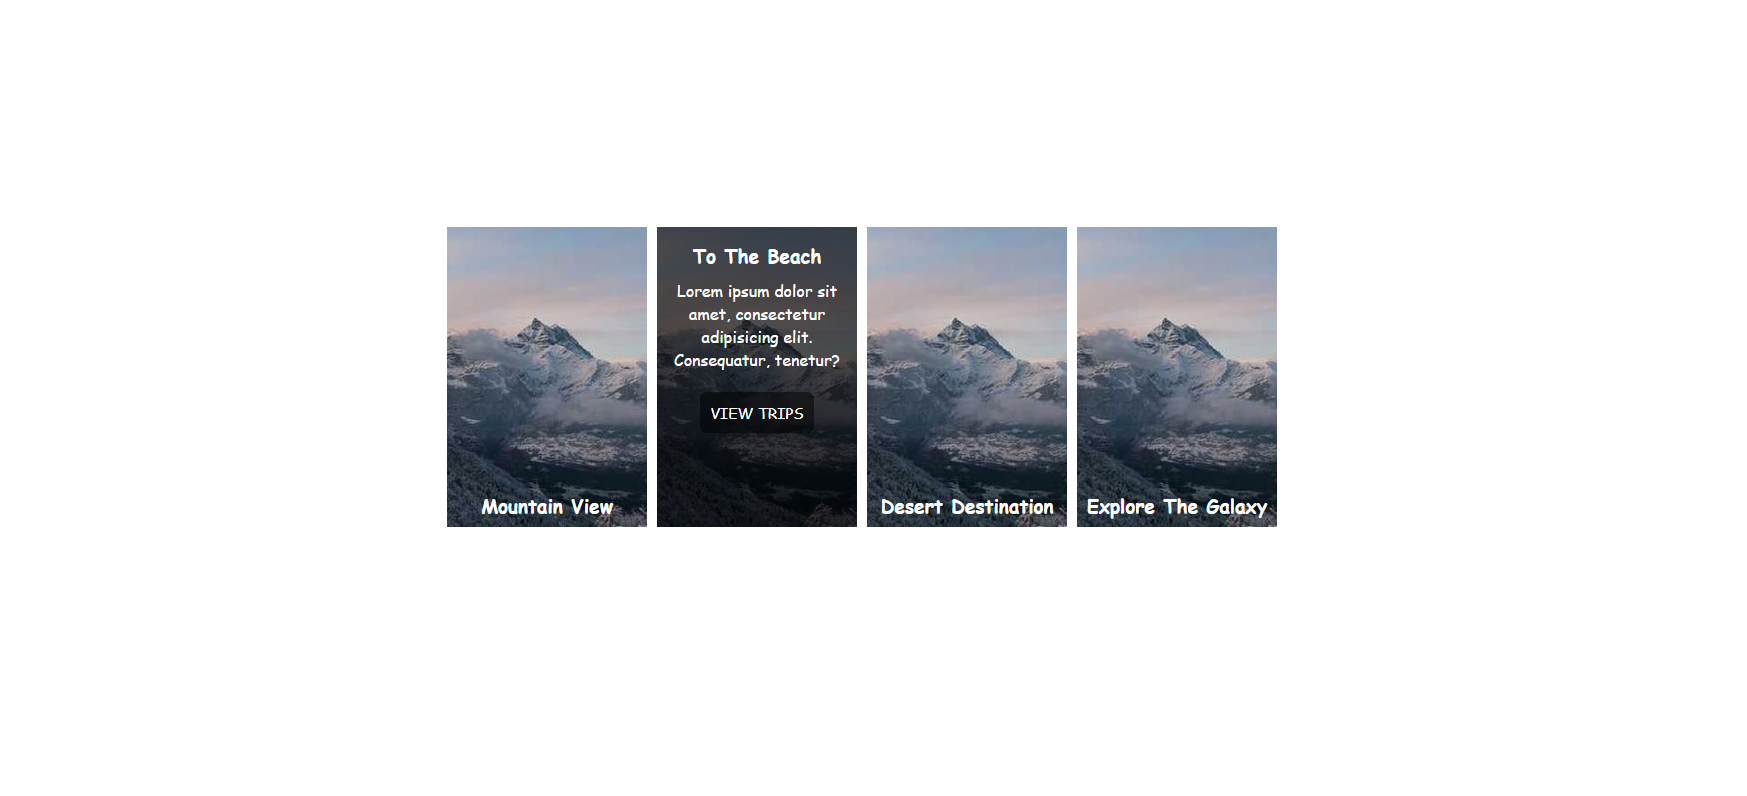 Mountain View
To The Beach
Lorem ipsum dolor sit
amet, consectetur
adipisicing elit.
Consequatur, tenetur?
VIEW TRIPS
Desert Destination
Explore The Galaxy